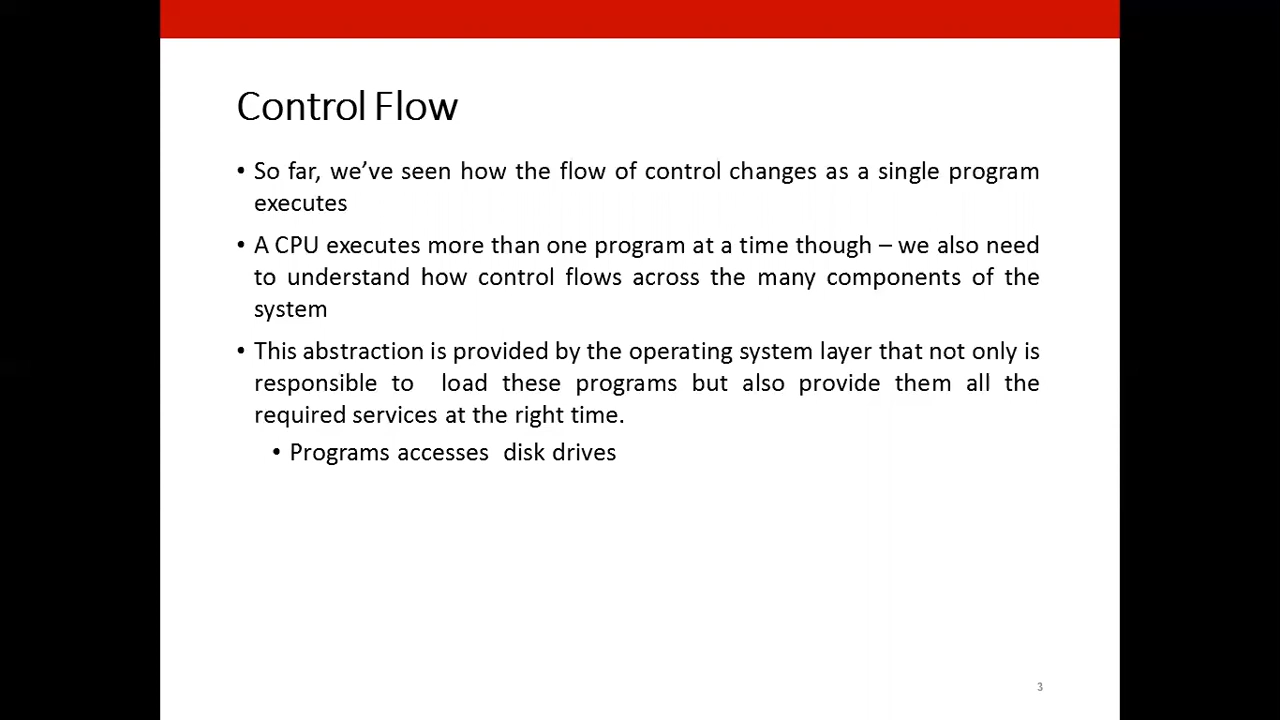 Control Flow
• So far, we’ve seen how the flow of control changes as a single program
executes
• A CPU executes more than one program at a time though – we also need
to understand how control flows across the many components of the
system
• This abstraction is provided by the operating system layer that not only is
responsible to  load these programs but also provide them all the
required services at the right time.
• Programs accesses  disk drives
3